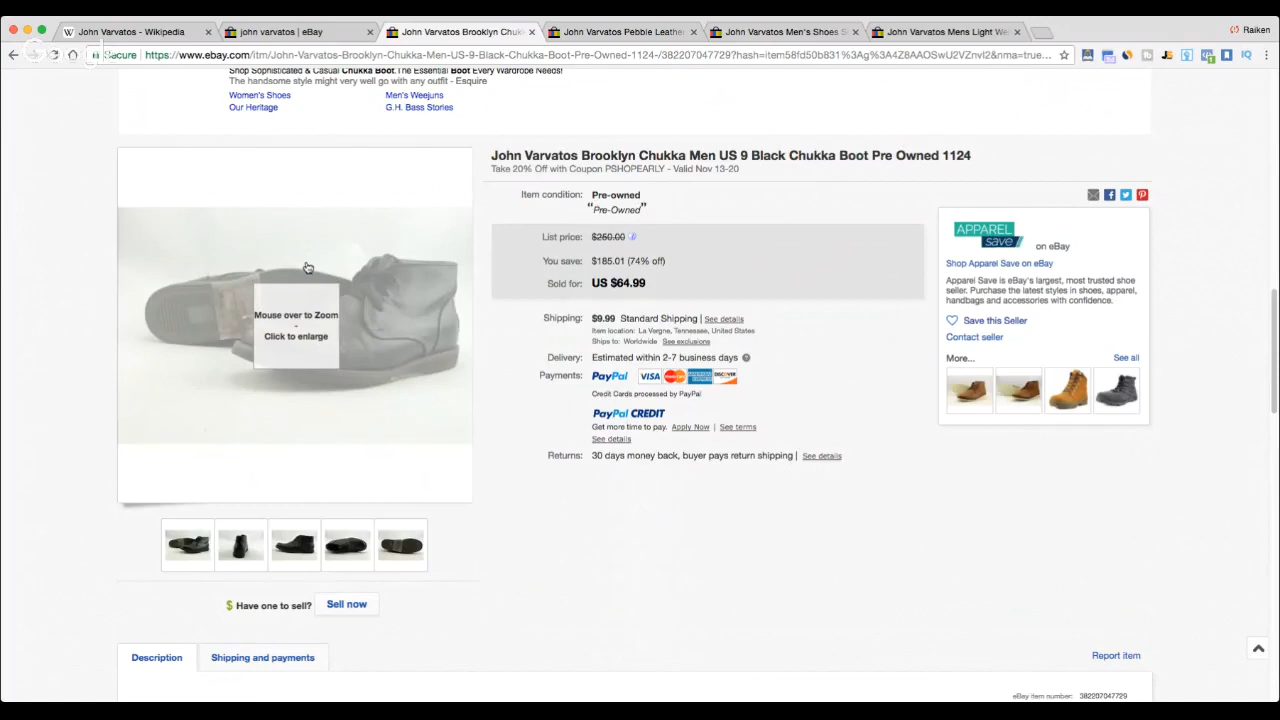 John Varvatos - Wikipedia
john varvatos | eBay
John Varvatos Brooklyn Chuk
John Varvatos Pebble Leather
John Varvatos Men's Shoes S
John Varvatos Mens Light We
Raiken
Secure
https://www.ebay.com/itm/John-Varvatos-Brooklyn-Chukka-Men-US-9-Black-Chukka-Boot-Pre-Owned-1124-/382207047729?hash=item58fd50b831%3Ag%3A4Z8AAOSwU2VZnvI2&nma=true...
Shop Sophisticated & Casual Chukka Boot.The Essential Boot Every Wardrobe Needs!
The handsome style might very well go with any outfit - Esquire
Women's Shoes
Men's Weejuns
Our Heritage
G.H. Bass Stories
John Varvatos Brooklyn Chukka Men US 9 Black Chukka Boot Pre Owned 1124
Take 20% Off with Coupon PSHOPEARLY - Valid Nov 13-20
Item condition: Pre-owned
"Pre-Owned"
List price: $250.00
You save: $185.01 (74% off)
Sold for: US $64.99
Shipping: $9.99 Standard Shipping | See details
Item location: La Vergne, Tennessee, United States
Ships to: Worldwide See exclusions
Delivery: Estimated within 2-7 business days
Payments: PayPal VISA MasterCard AMERICAN EXPRESS DISCOVER
Credit Cards processed by PayPal
PayPal CREDIT
Get more time to pay. Apply Now | See terms
See details
Returns: 30 days money back, buyer pays return shipping | See details
APPAREL
save on eBay
Shop Apparel Save on eBay
Apparel Save is eBay's largest, most trusted shoe
seller. Purchase the latest styles in shoes, apparel,
handbags and accessories with confidence.
Save this Seller
Contact seller
More... See all
Mouse over to Zoom
-
Click to enlarge
$ Have one to sell? Sell now
Description
Shipping and payments
Report item
eBay item number: 382207047729